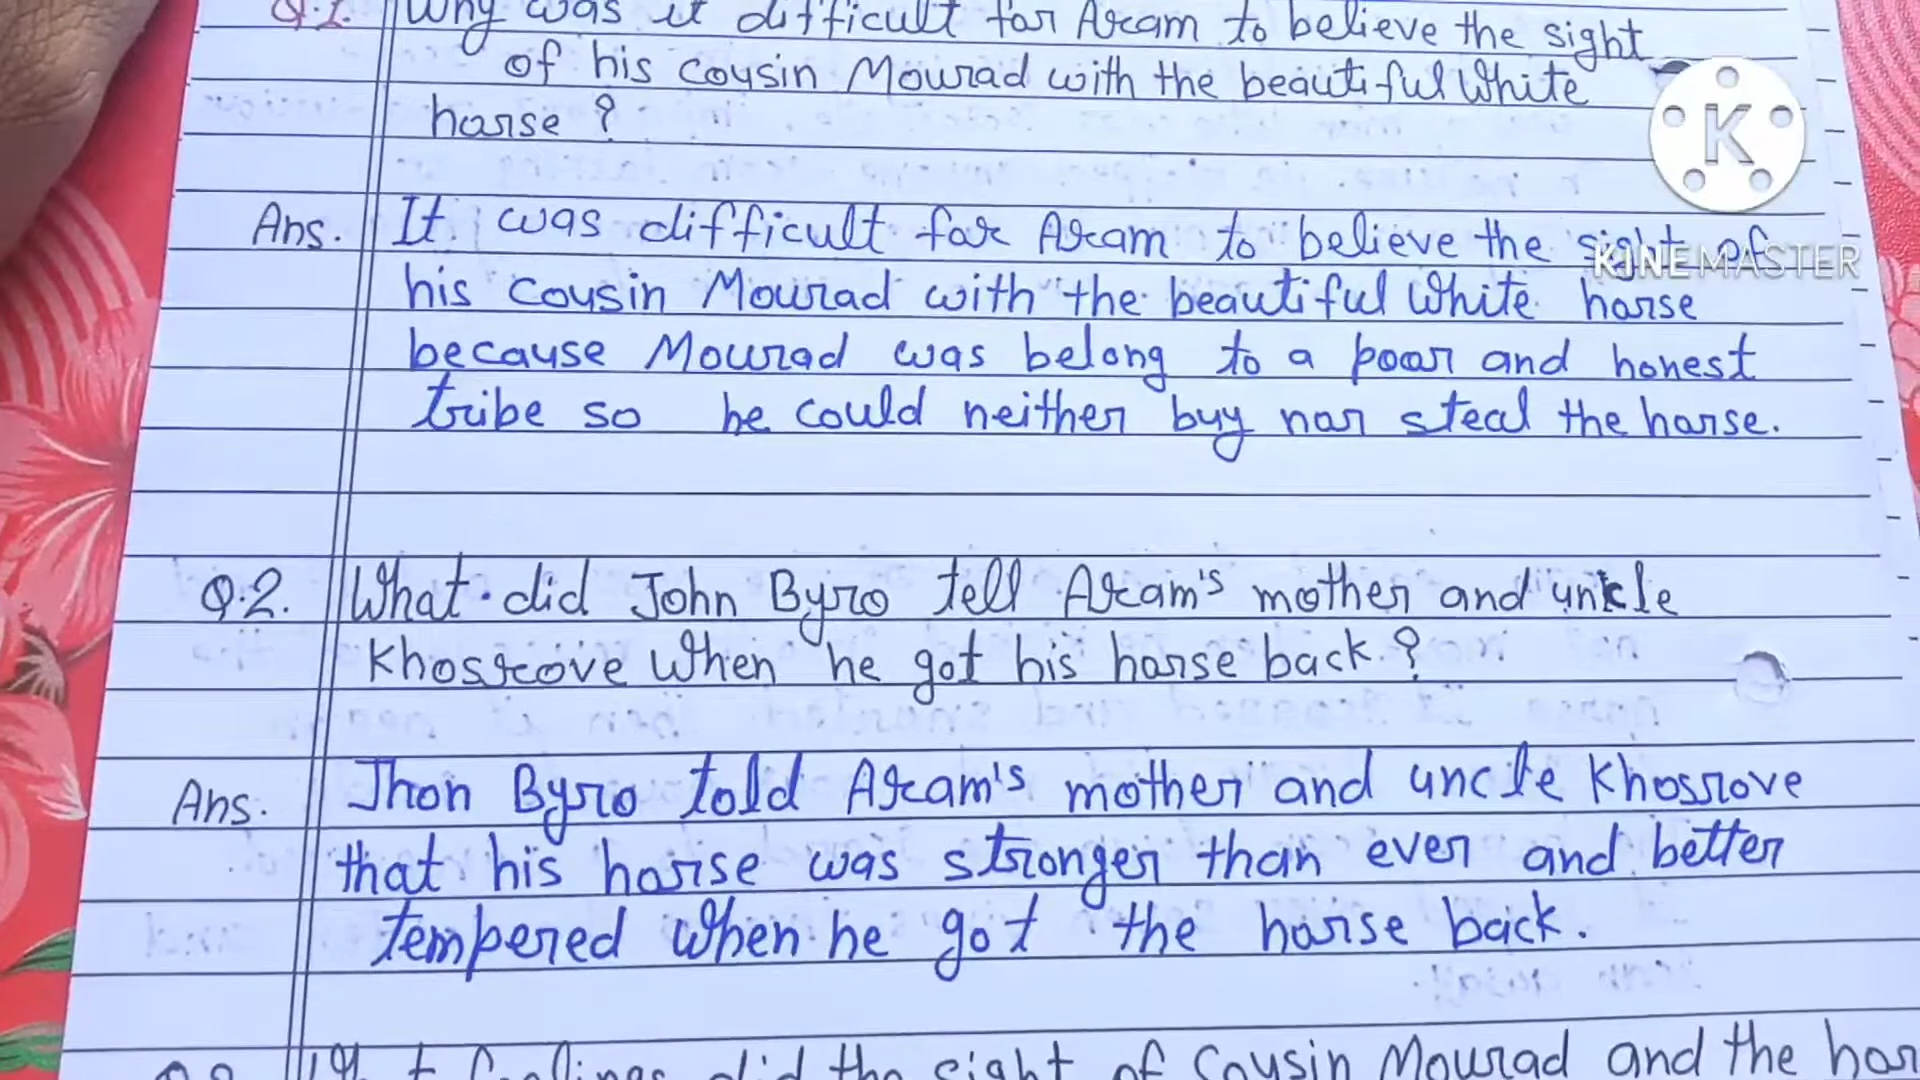 Q.1. Why was it difficult for Aram to believe the sight
of his cousin Mourad with the beautiful White
horse ?
K
Ans. It was difficult for Aram to believe the sight of
KINEMASTER
his cousin Mourad with the beautiful White horse
because Mourad was belong to a poor and honest
tribe so he could neither buy nor steal the horse.
Q.2. What did John Byro tell Aram's mother and unkle
Khosrove When he got his horse back ?
Ans. Jhon Byro told Aram's mother and uncle Khosrove
that his horse was stronger than ever and better
tempered when he got the horse back.
did the sight of Cousin Mourad and the hor